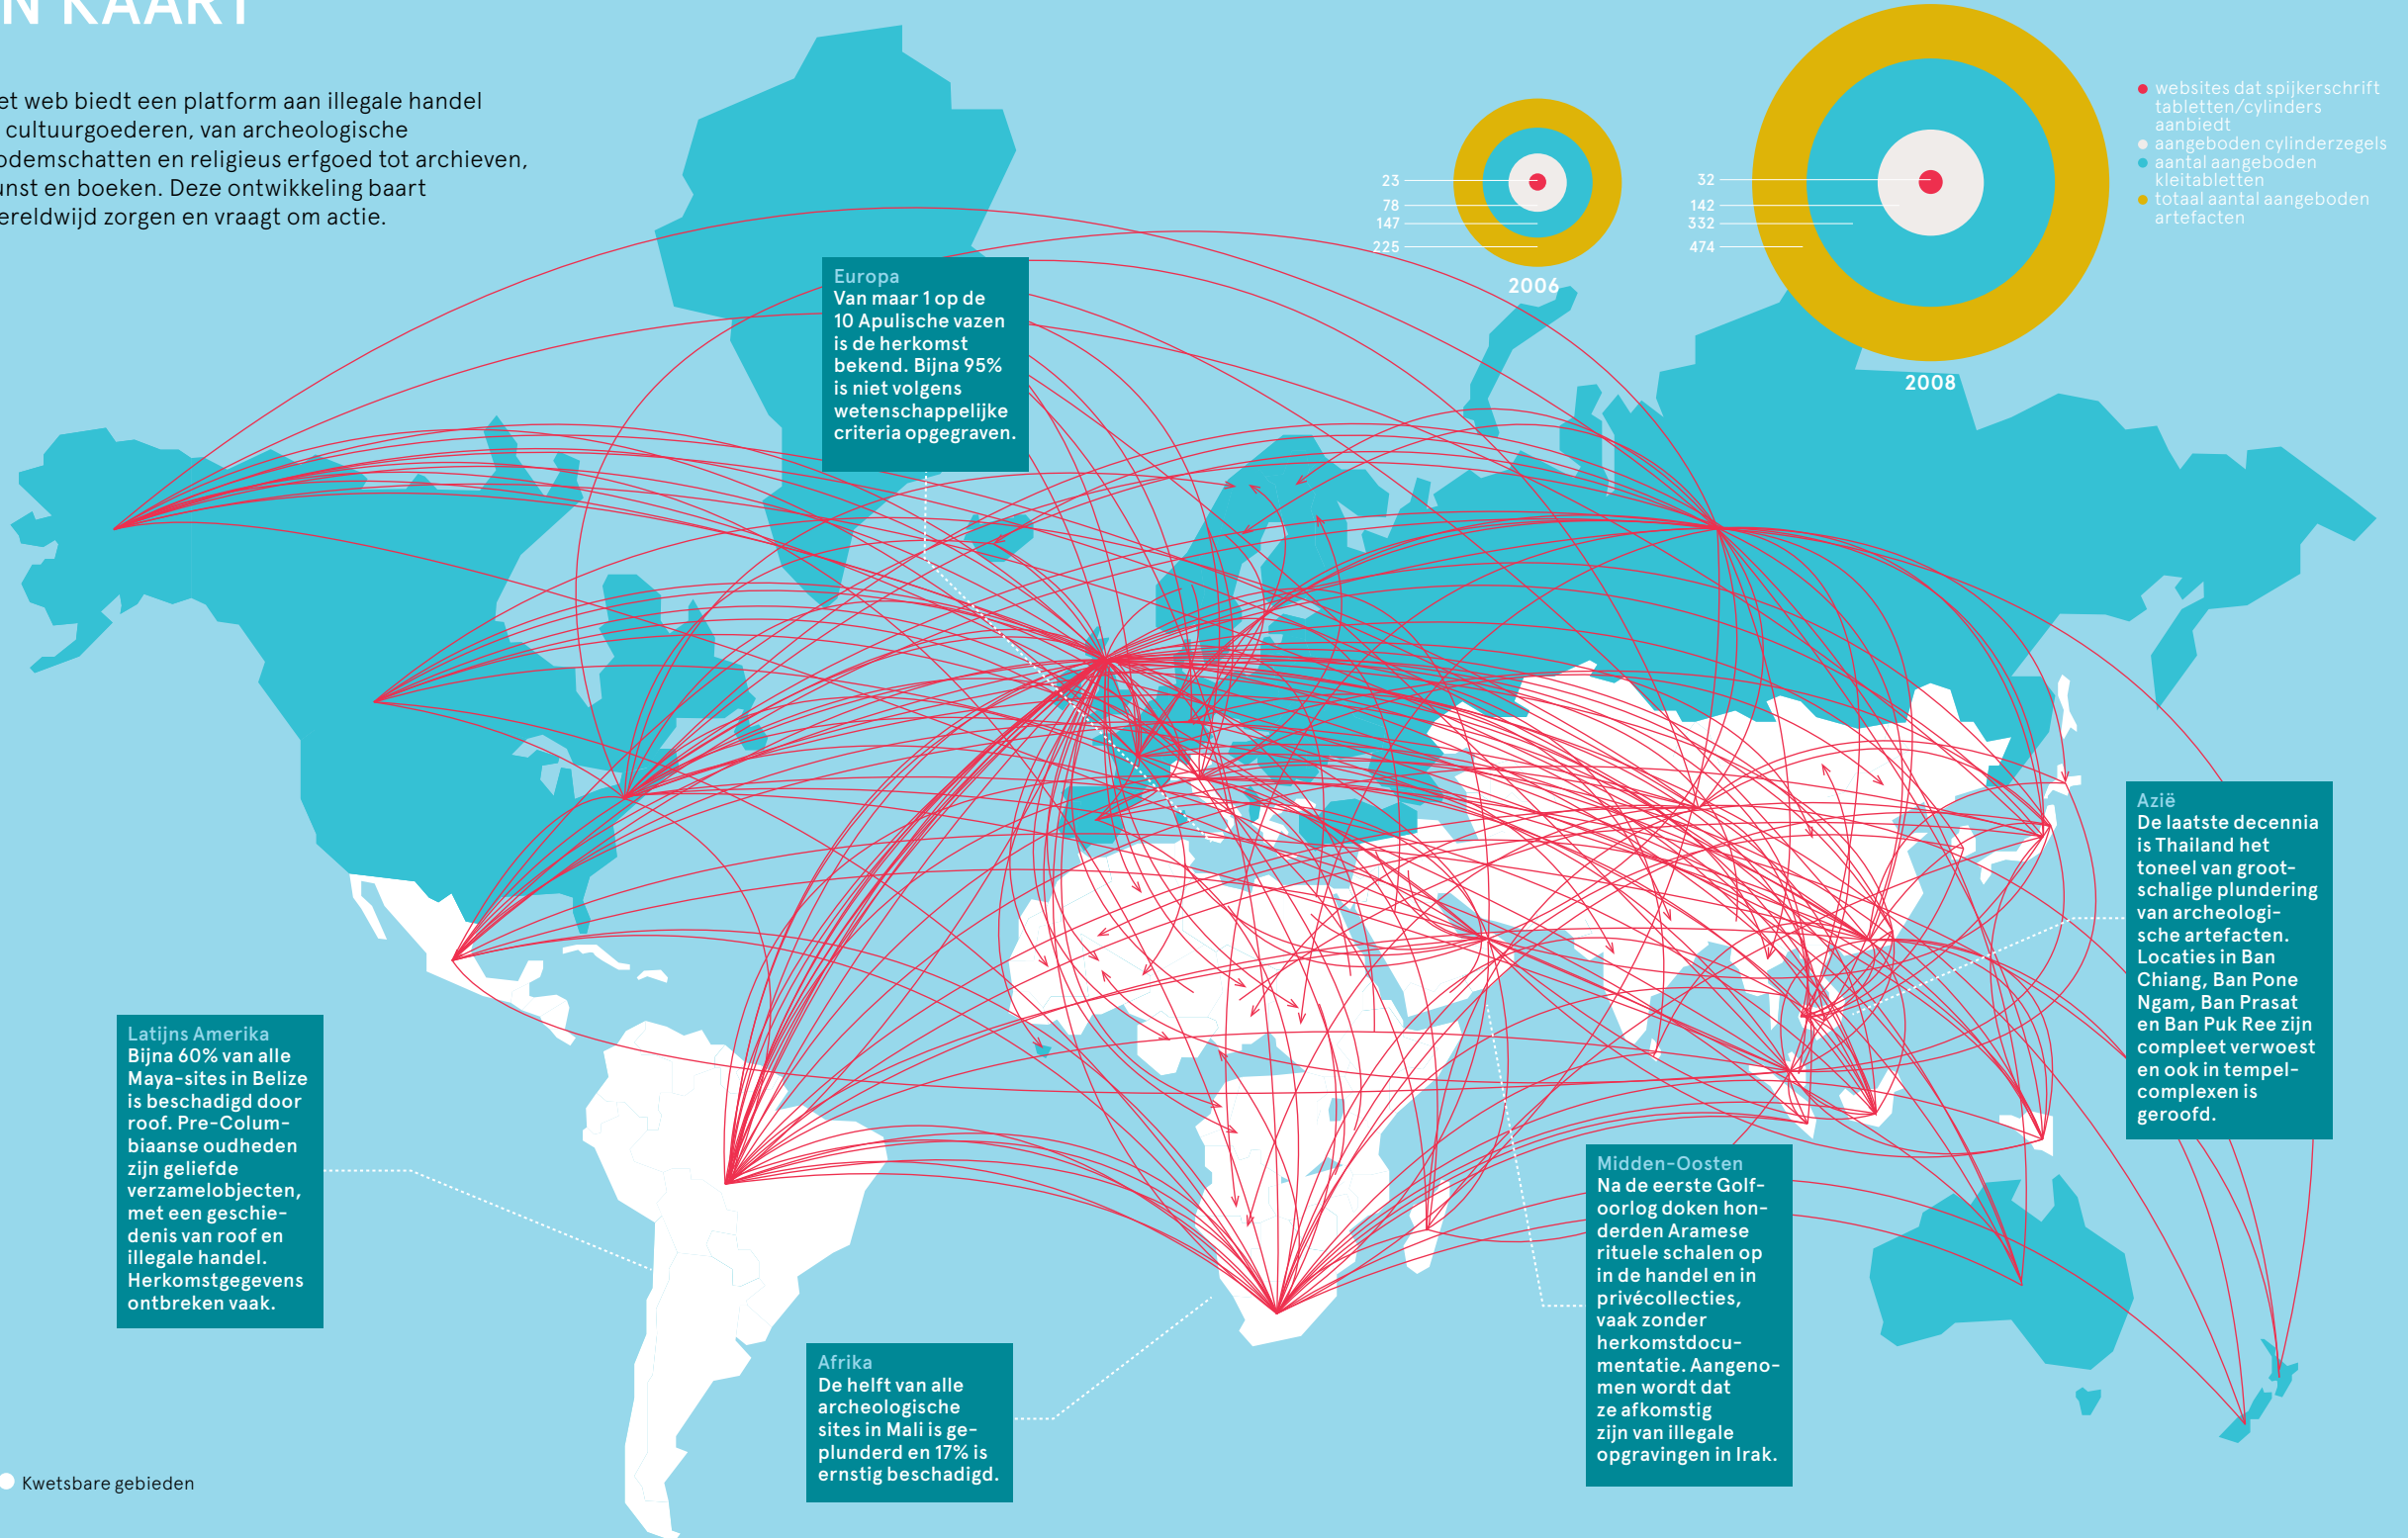 N KAART
et web biedt een platform aan illegale handel
cultuurgoederen, van archeologische
odemschatten en religieus erfgoed tot archieven,
unst en boeken. Deze ontwikkeling baart
ereldwijd zorgen en vraagt om actie.
23
78
147
225
2006
32
142
332
474
2008
websites dat spijkerschrift
tabletten/cylinders
aanbiedt
aangeboden cylinderzegels
aantal aangeboden
kleitabletten
totaal aantal aangeboden
artefacten
Europa
Van maar 1 op de
10 Apulische vazen
is de herkomst
bekend. Bijna 95%
is niet volgens
wetenschappelijke
criteria opgegraven.
Azië
De laatste decennia
is Thailand het
toneel van groot-
schalige plundering
van archeologi-
sche artefacten.
Locaties in Ban
Chiang, Ban Pone
Ngam, Ban Prasat
en Ban Puk Ree zijn
compleet verwoest
en ook in tempel-
complexen is
geroofd.
Latijns Amerika
Bijna 60% van alle
Maya-sites in Belize
is beschadigd door
roof. Pre-Colum-
biaanse oudheden
zijn geliefde
verzamelobjecten,
met een geschie-
denis van roof en
illegale handel.
Herkomstgegevens
ontbreken vaak.
Midden-Oosten
Na de eerste Golf-
oorlog doken hon-
derden Aramese
rituele schalen op
in de handel en in
privécollecties,
vaak zonder
herkomstdocu-
mentatie. Aangeno-
men wordt dat
ze afkomstig
zijn van illegale
opgravingen in Irak.
Afrika
De helft van alle
archeologische
sites in Mali is ge-
plunderd en 17% is
ernstig beschadigd.
Kwetsbare gebieden